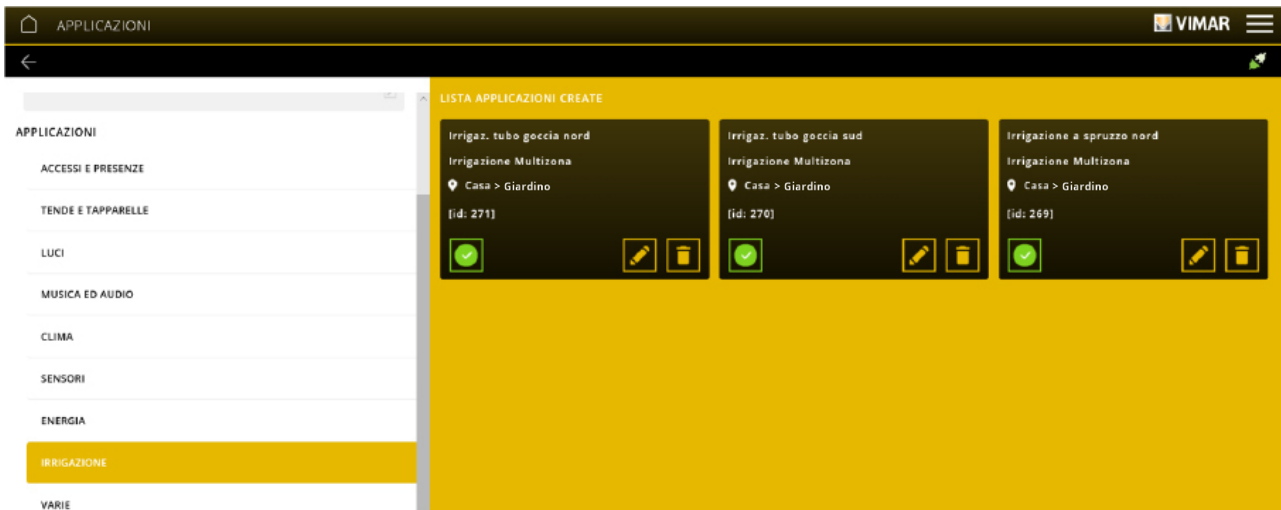 APPLICAZIONI
VIMAR
APPLICAZIONI
ACCESSI E PRESENZE
TENDE E TAPPARELLE
LUCI
MUSICA ED AUDIO
CLIMA
SENSORI
ENERGIA
IRRIGAZIONE
VARIE
LISTA APPLICAZIONI CREATE
Irrigaz. tubo goccia nord
Irrigazione Multizona
Casa > Giardino
[id: 271]
Irrigaz. tubo goccia sud
Irrigazione Multizona
Casa > Giardino
[id: 270]
Irrigazione a spruzzo nord
Irrigazione Multizona
Casa > Giardino
[id: 269]